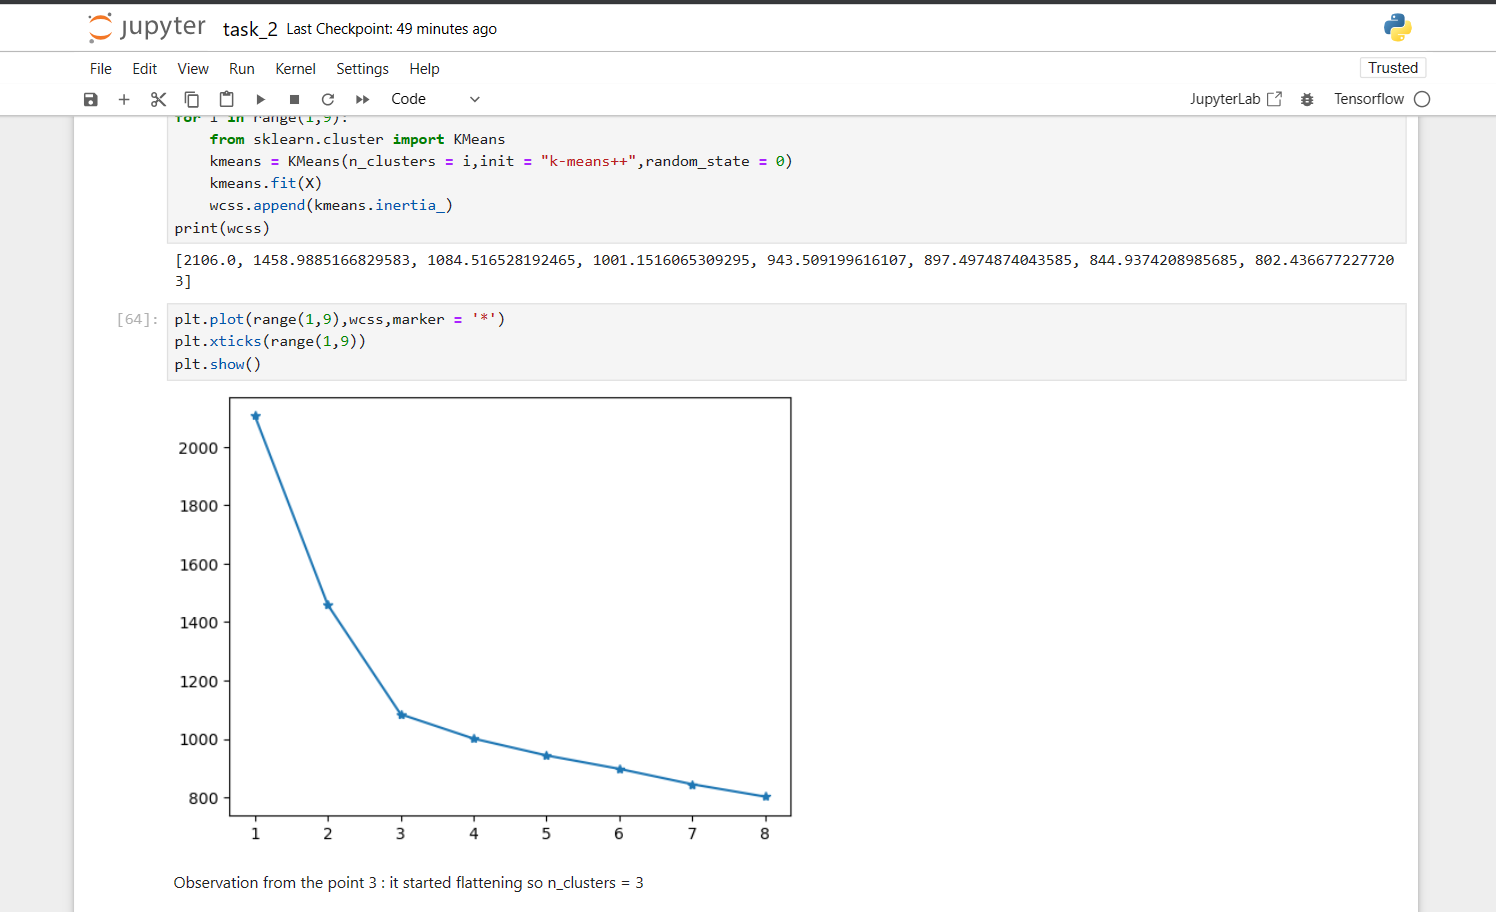 jupyter task_2 Last Checkpoint: 49 minutes ago
File Edit View Run Kernel Settings Help Trusted
Code JupyterLab Tensorflow
for i in range(1,9):
from sklearn.cluster import KMeans
kmeans = KMeans(n_clusters = i,init = "k-means++",random_state = 0)
kmeans.fit(X)
wcss.append(kmeans.inertia_)
print(wcss)
[2106.0, 1458.9885166829583, 1084.516528192465, 1001.1516065309295, 943.509199616107, 897.4974874043585, 844.9374208985685, 802.436677227720
3]
[64]: plt.plot(range(1,9),wcss,marker = '*')
plt.xticks(range(1,9))
plt.show()
2000
1800
1600
1400
1200
1000
800
1 2 3 4 5 6 7 8
Observation from the point 3 : it started flattening so n_clusters = 3